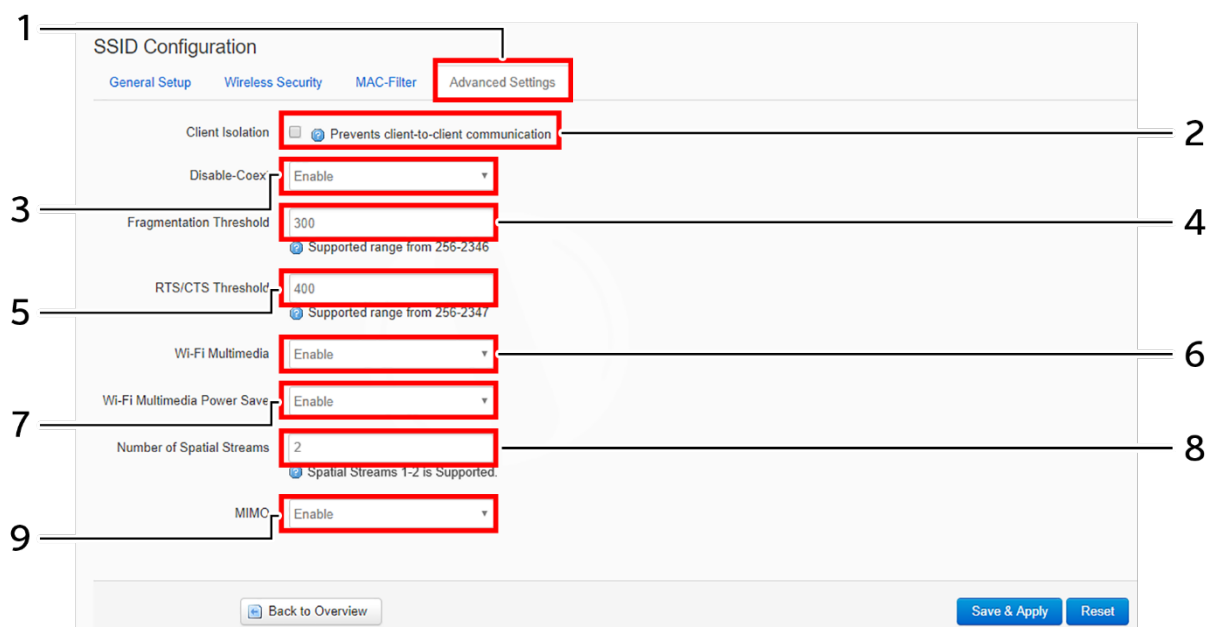 1
SSID Configuration
General Setup Wireless Security MAC-Filter Advanced Settings
Client Isolation Prevents client-to-client communication 2
Disable-Coex Enable
3
Fragmentation Threshold 300 4
Supported range from 256-2346
RTS/CTS Threshold 400
5
Supported range from 256-2347
Wi-Fi Multimedia Enable 6
Wi-Fi Multimedia Power Save Enable
7
Number of Spatial Streams 2 8
Spatial Streams 1-2 is Supported.
MIMO Enable
9
Back to Overview Save & Apply Reset